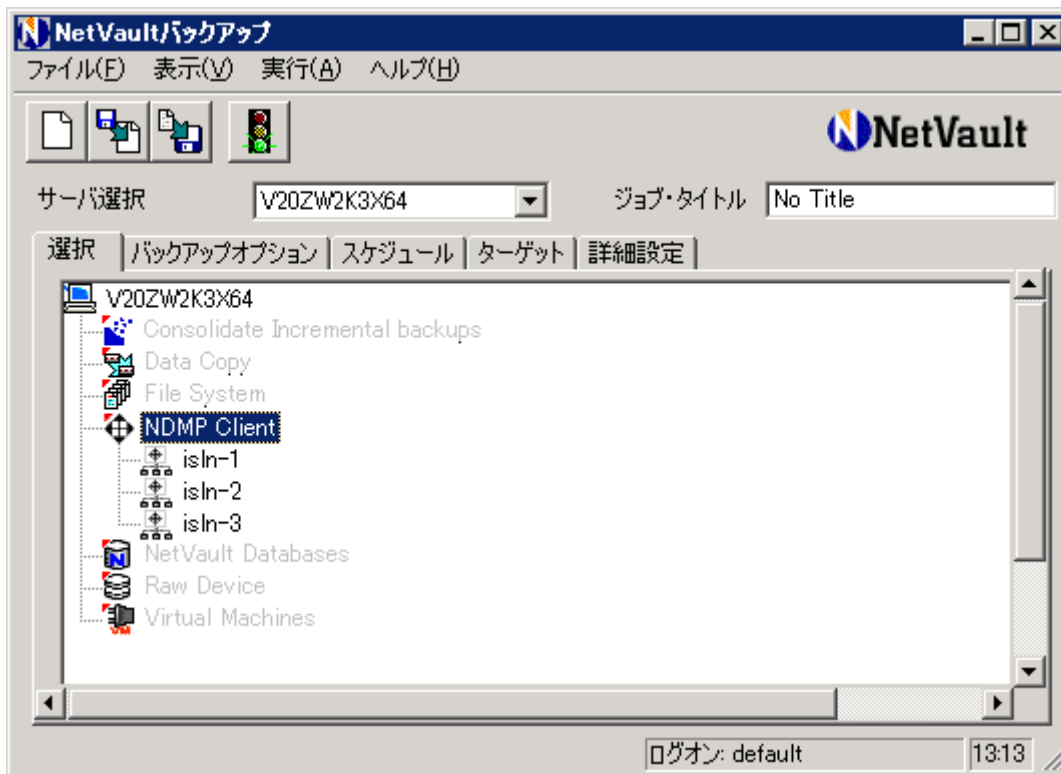 NetVaultバックアップ
ファイル(F) 表示(V) 実行(A) ヘルプ(H)
NetVault
サーバ選択 V20ZW2K3X64 ジョブ・タイトル No Title
選択 バックアップオプション スケジュール ターゲット 詳細設定
V20ZW2K3X64
Consolidate Incremental backups
Data Copy
File System
NDMP Client
isln-1
isln-2
isln-3
NetVault Databases
Raw Device
Virtual Machines
ログオン: default 13:13